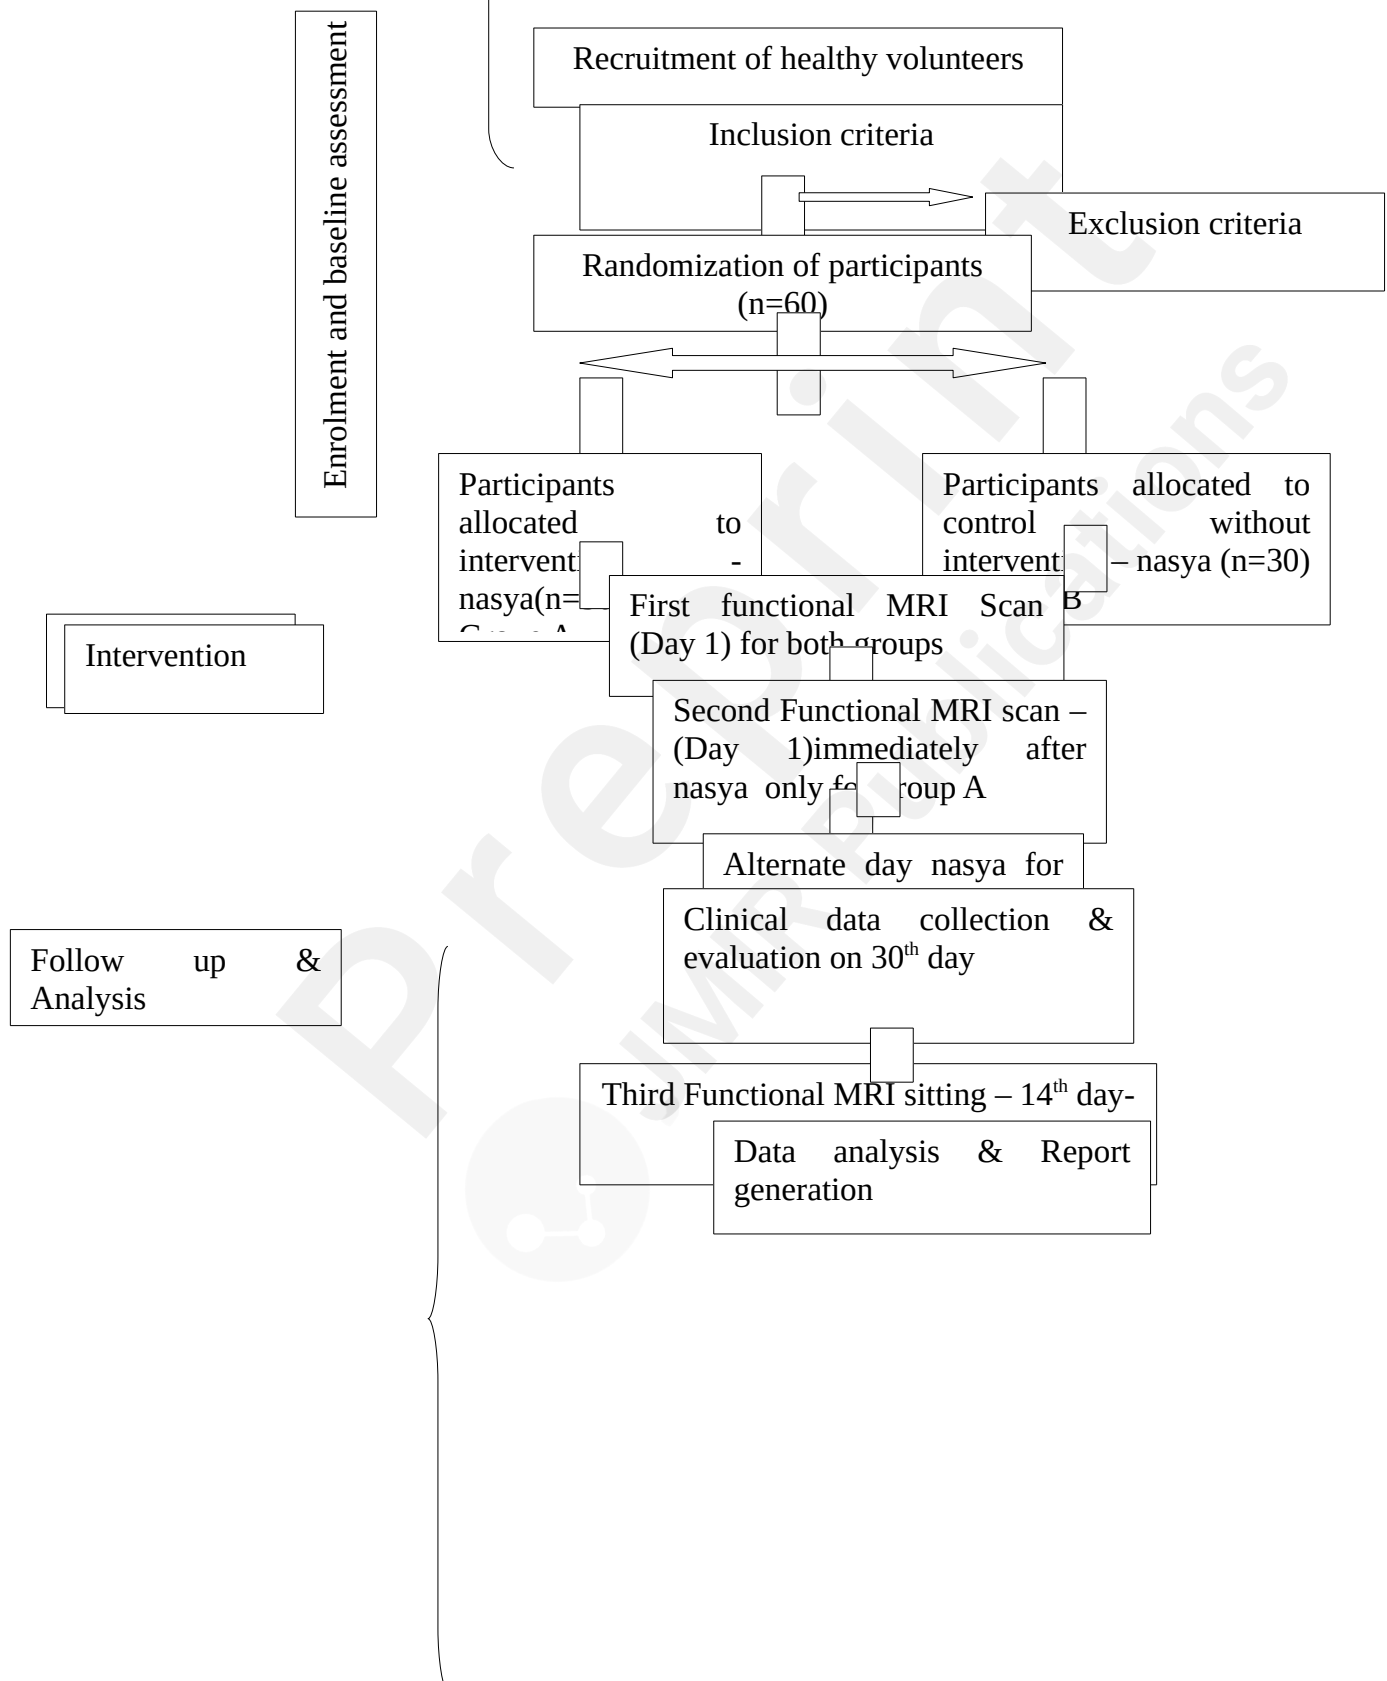 Enrolment and baseline assessment
Recruitment of healthy volunteers
Inclusion criteria
Exclusion criteria
Randomization of participants
(n=60)
Participants
allocated to
-
Participants allocated to
control without
– nasya (n=30)
B
First functional MRI Scan
(Day 1) for both groups
Intervention
Second Functional MRI scan –
(Day 1)immediately after
nasya only
A
Alternate day nasya for
Clinical data collection &
evaluation on 30th day
Follow up &
Analysis
Third Functional MRI sitting – 14th day-
Data analysis & Report
generation
Preprint
JMR Publications